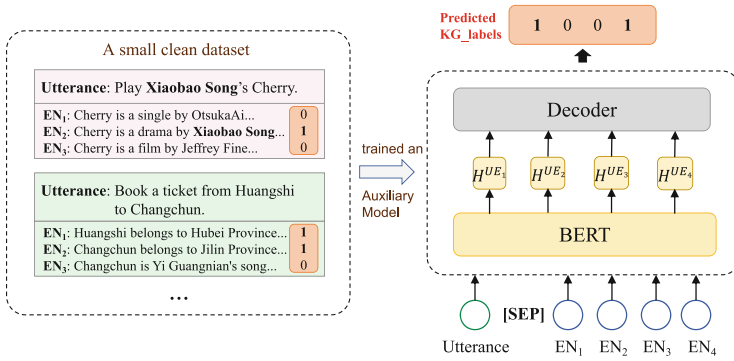 A small clean dataset
Utterance: Play Xiaobao Song's Cherry.
EN1: Cherry is a single by OtsukaAi... 0
EN2: Cherry is a drama by Xiaobao Song... 1
EN3: Cherry is a film by Jeffrey Fine... 0
Utterance: Book a ticket from Huangshi
to Changchun.
EN1: Huangshi belongs to Hubei Province... 1
EN2: Changchun belongs to Jilin Province... 1
EN3: Changchun is Yi Guangnian's song... 0
...
trained an
Auxiliary
Model
Predicted
KG_labels
1 0 0 1
Decoder
H^{UE_1} H^{UE_2} H^{UE_3} H^{UE_4}
BERT
[SEP]
Utterance EN1 EN2 EN3 EN4